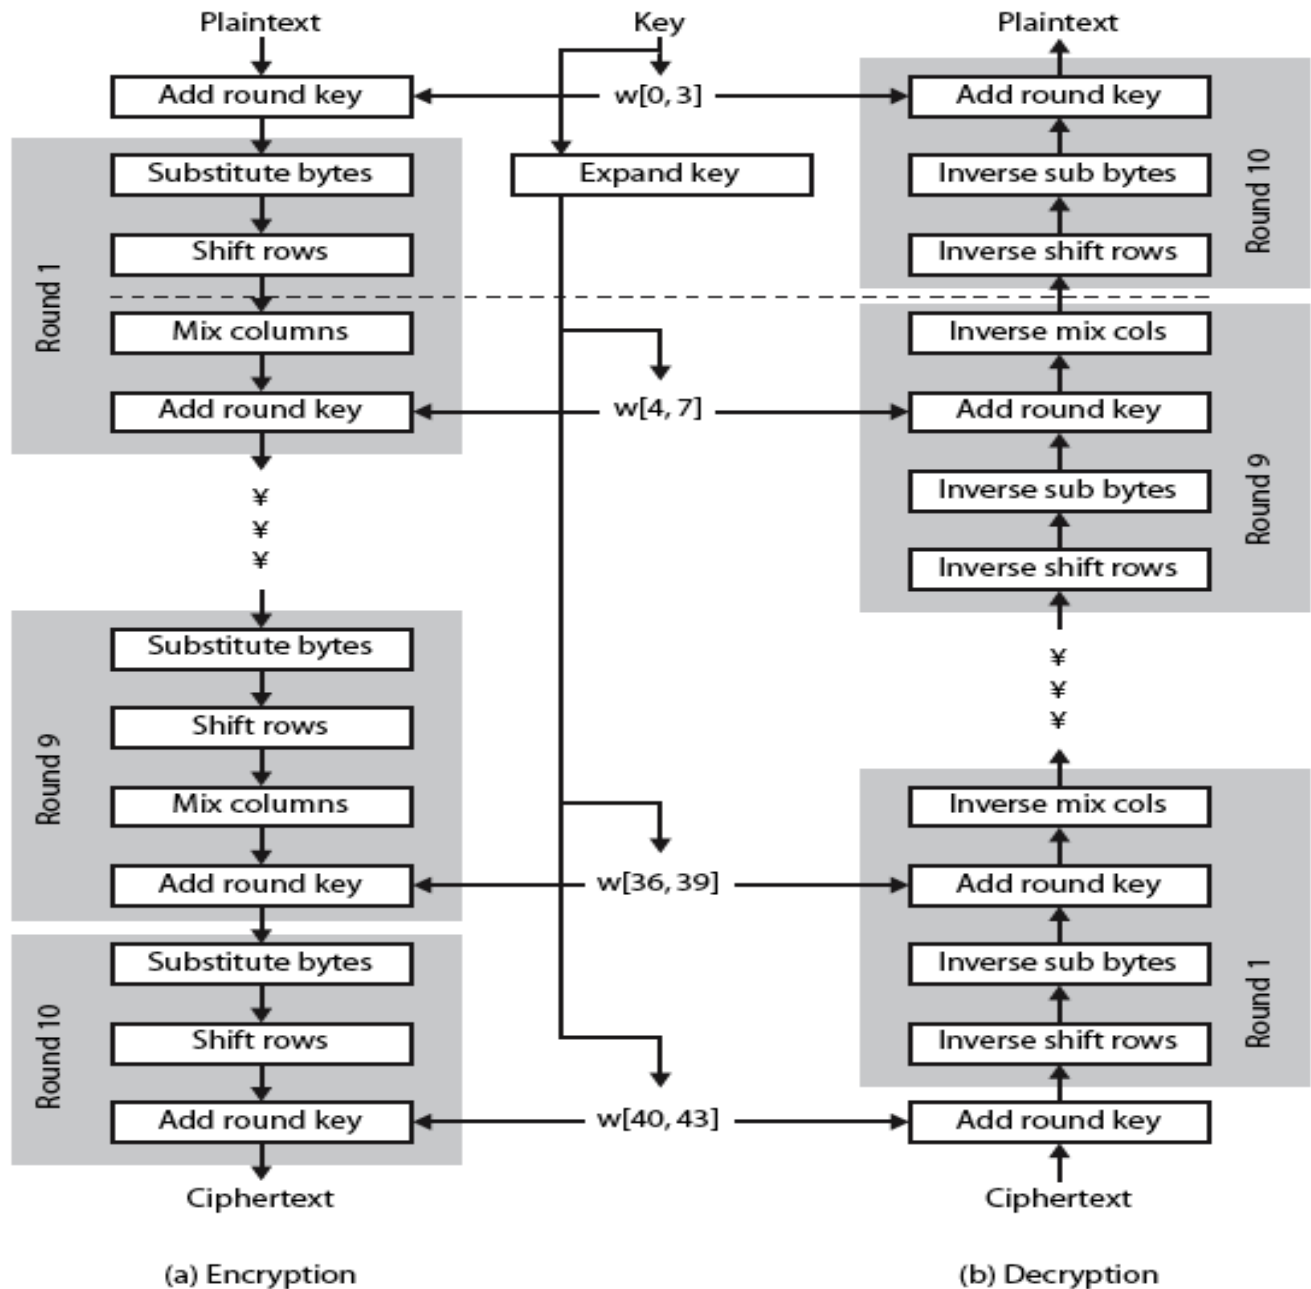 Plaintext
Add round key
Substitute bytes
Shift rows
Mix columns
Add round key
Round 1
¥
¥
¥
Substitute bytes
Shift rows
Mix columns
Add round key
Round 9
Substitute bytes
Shift rows
Add round key
Round 10
Ciphertext
(a) Encryption
Key
w[0, 3]
Expand key
w[4, 7]
w[36, 39]
w[40, 43]
Plaintext
Add round key
Inverse sub bytes
Inverse shift rows
Round 10
Inverse mix cols
Add round key
Inverse sub bytes
Inverse shift rows
Round 9
¥
¥
¥
Inverse mix cols
Add round key
Inverse sub bytes
Inverse shift rows
Round 1
Add round key
Ciphertext
(b) Decryption